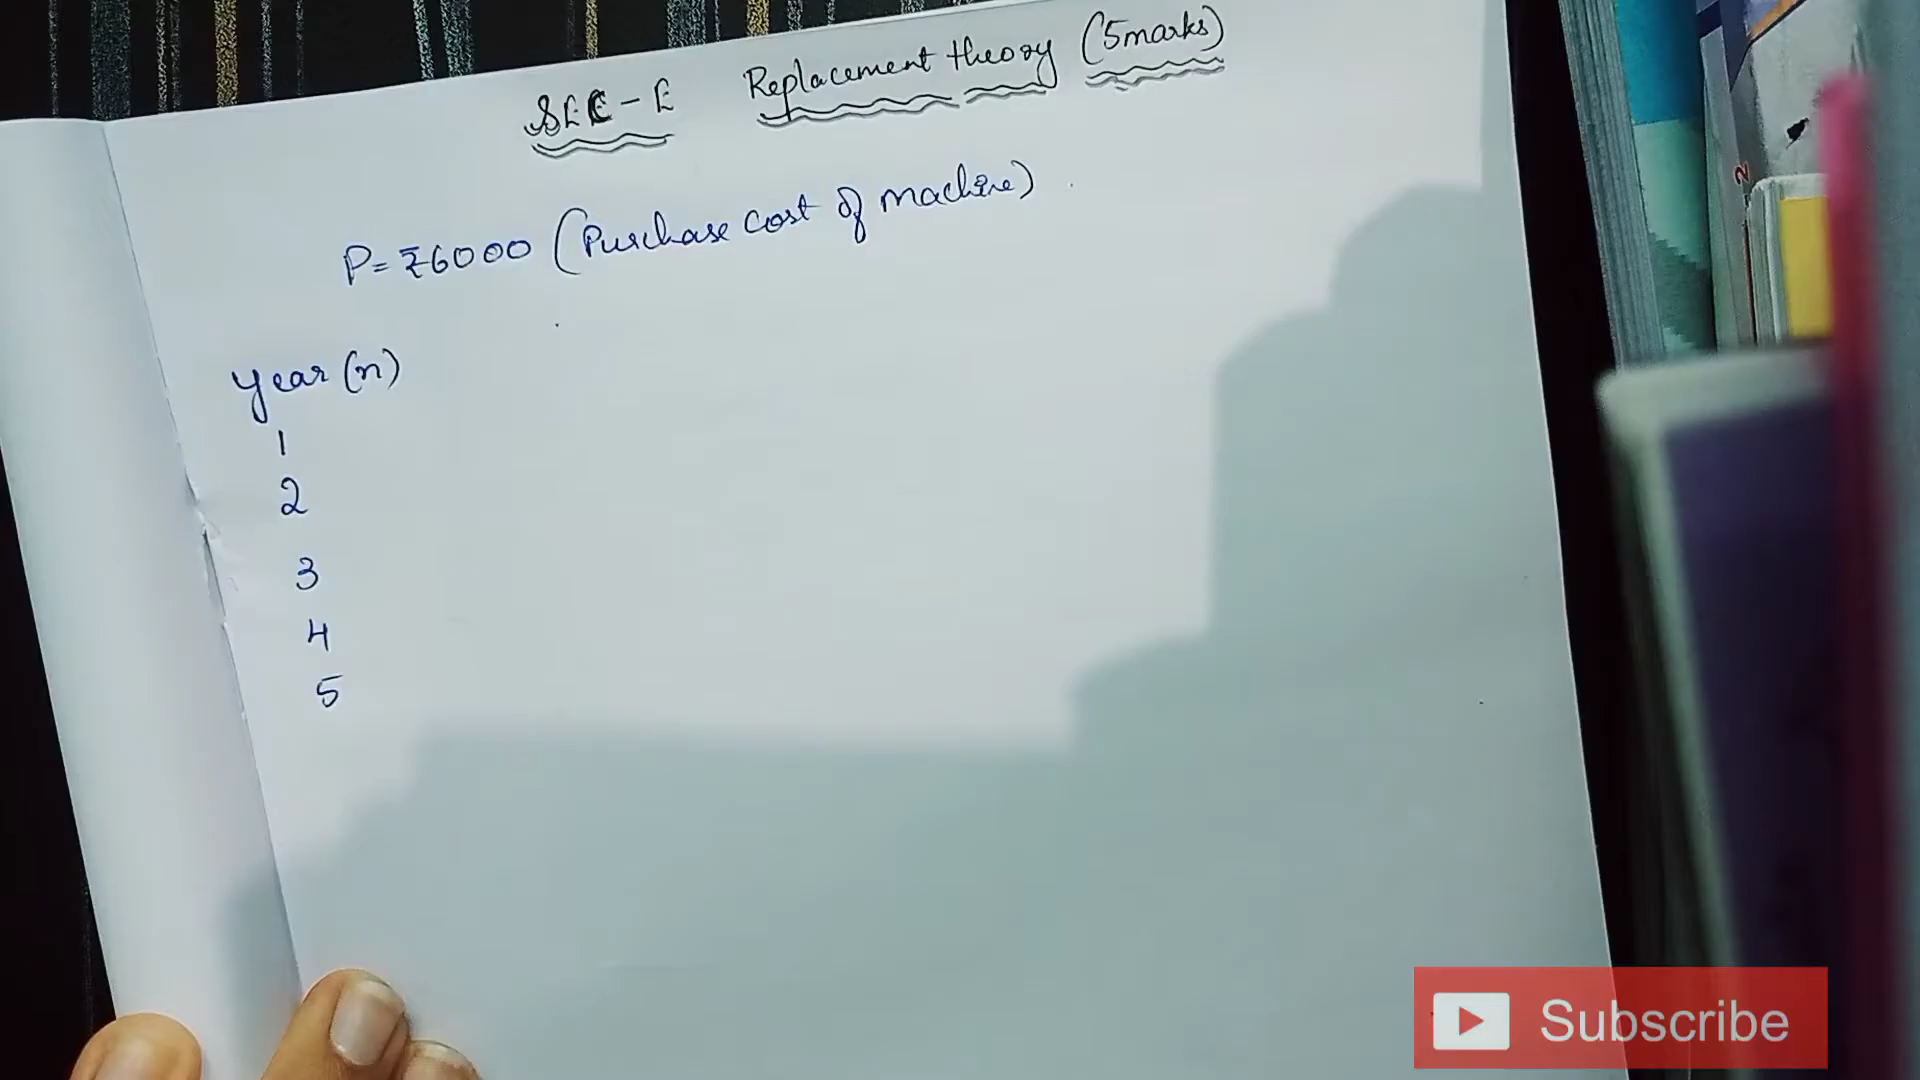 SEC-E Replacement theory (5marks)
P=₹6000 (Purchase cost of machine)
year (n)
1
2
3
4
5
Subscribe